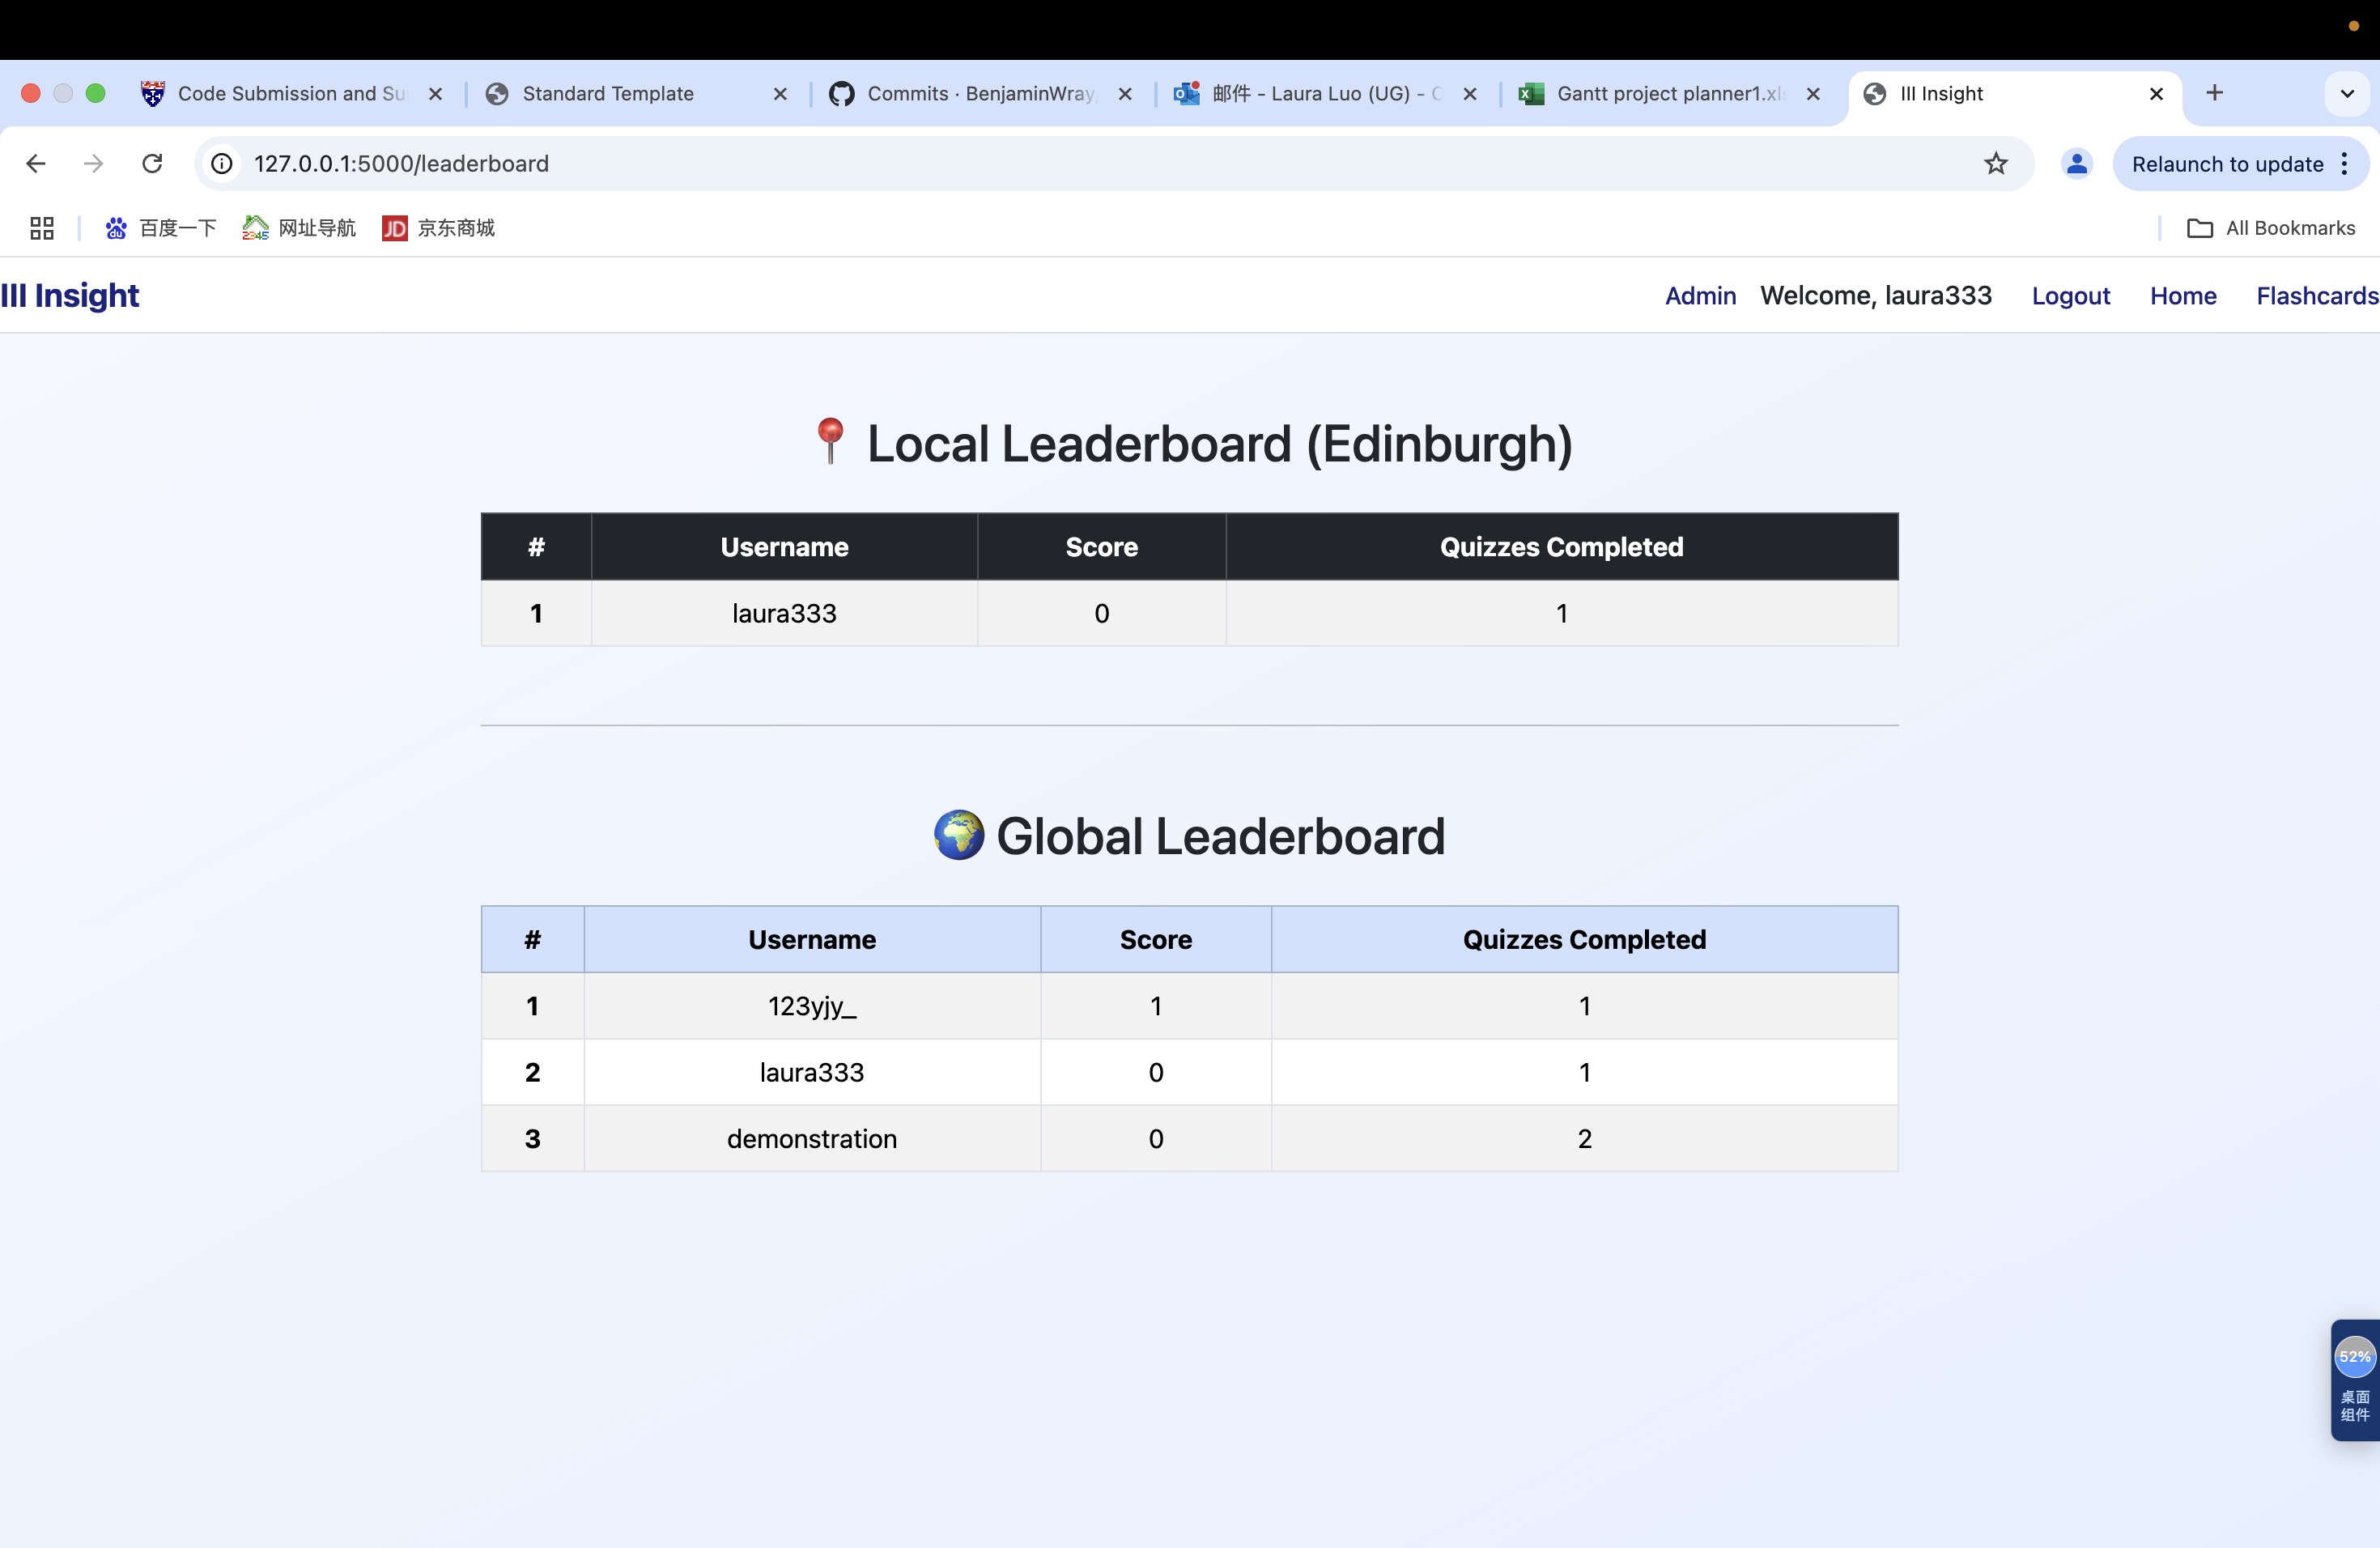 Code Submission and Su
Standard Template
Commits · BenjaminWray/
邮件 - Laura Luo (UG) - O
Gantt project planner1.xls
Ill Insight
127.0.0.1:5000/leaderboard
Relaunch to update
百度一下
网址导航
京东商城
All Bookmarks
Ill Insight
Admin
Welcome, laura333
Logout
Home
Flashcards
Local Leaderboard (Edinburgh)
# Username Score Quizzes Completed
1 laura333 0 1
Global Leaderboard
# Username Score Quizzes Completed
1 123yjy_ 1 1
2 laura333 0 1
3 demonstration 0 2
52%
桌面
组件